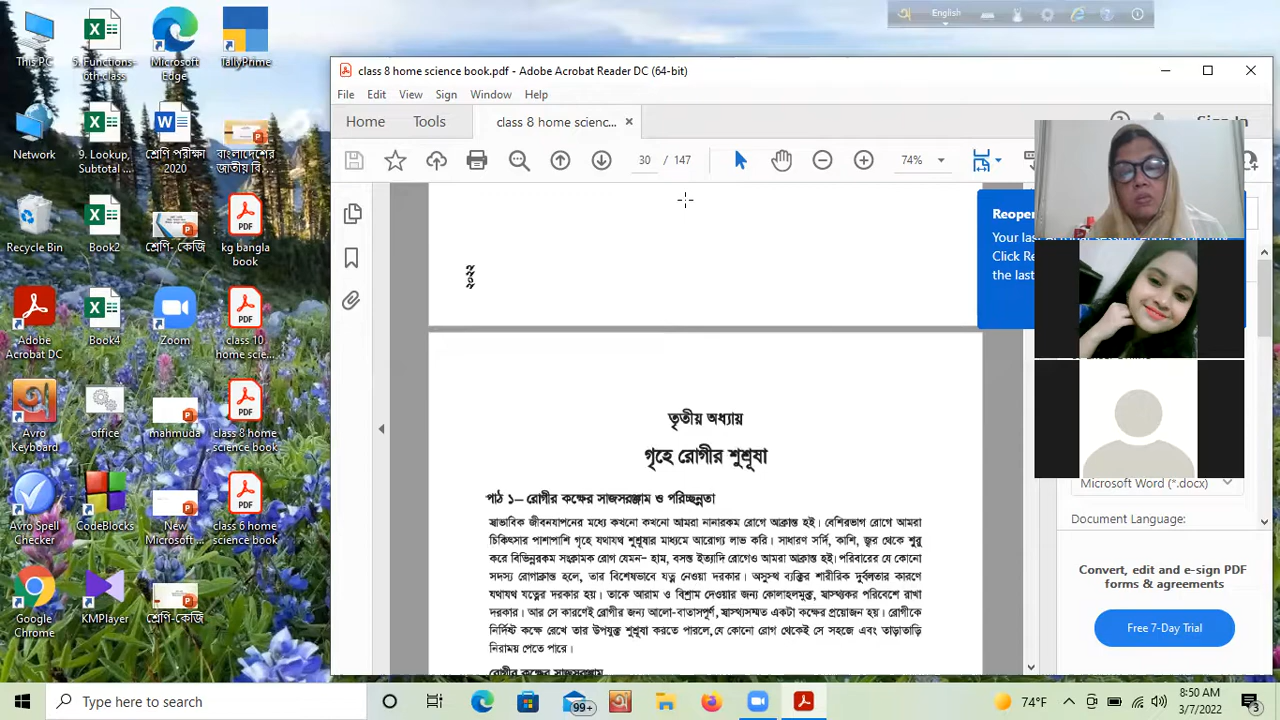 This PC
5. Functions-
6th class
Microsoft
Edge
TallyPrime
English
class 8 home science book.pdf - Adobe Acrobat Reader DC (64-bit)
File Edit View Sign Window Help
Home Tools class 8 home scienc... ×
30 / 147
74%
Network
9. Lookup,
Subtotal ...
শ্রেণি পরীক্ষা
2020
বাংলাদেশের
জাতীয় বি...
Recycle Bin
Book2
শ্রেণি- কেজি
kg bangla
book
Reopen
Click Re
the last
২০২২
Adobe
Acrobat DC
Book4
Zoom
class 10
home scie...
Avro
Keyboard
office
mahmuda
class 8 home
science book
তৃতীয় অধ্যায়
গৃহে রোগীর শুশ্রূষা
পাঠ ১– রোগীর কক্ষের সাজসরঞ্জাম ও পরিচ্ছন্নতা
স্বাভাবিক জীবনযাপনের মধ্যে কখনো কখনো আমরা নানারকম রোগে আক্রান্ত হই। বেশিরভাগ রোগে আমরা
চিকিৎসার পাশাপাশি গৃহে যথাযথ শুশ্রূষার মাধ্যমে আরোগ্য লাভ করি। সাধারণ সর্দি, কাশি, জ্বর থেকে শুরু
করে বিভিন্নরকম সংক্রামক রোগ যেমন– হাম, বসন্ত ইত্যাদি রোগেও আমরা আক্রান্ত হই। পরিবারের যে কোনো
সদস্য রোগাক্রান্ত হলে, তার বিশেষভাবে যত্ন নেওয়া দরকার। অসুস্থ ব্যক্তির শারীরিক দুর্বলতার কারণে
যথাযথ যত্নের দরকার হয়। তাকে আরাম ও বিশ্রাম দেওয়ার জন্য কোলাহলমুক্ত, স্বাস্থ্যকর পরিবেশে রাখা
দরকার। আর সে কারণেই রোগীর জন্য আলো-বাতাসপূর্ণ, স্বাস্থ্যসম্মত একটা কক্ষের প্রয়োজন হয়। রোগীকে
নির্দিষ্ট কক্ষে রেখে তার উপযুক্ত শুশ্রূষা করতে পারলে, যে কোনো রোগ থেকেই সে সহজে এবং তাড়াতাড়ি
নিরাময় পেতে পারে।
রোগীর কক্ষের সাজসরঞ্জাম
Microsoft Word (*.docx)
Document Language:
Convert, edit and e-sign PDF
forms & agreements
Free 7-Day Trial
Avro Spell
Checker
CodeBlocks
New
Microsoft ...
class 6 home
science book
Google
Chrome
KMPlayer
শ্রেণি-কেজি
Type here to search
99+
74°F
8:50 AM
3/7/2022
3